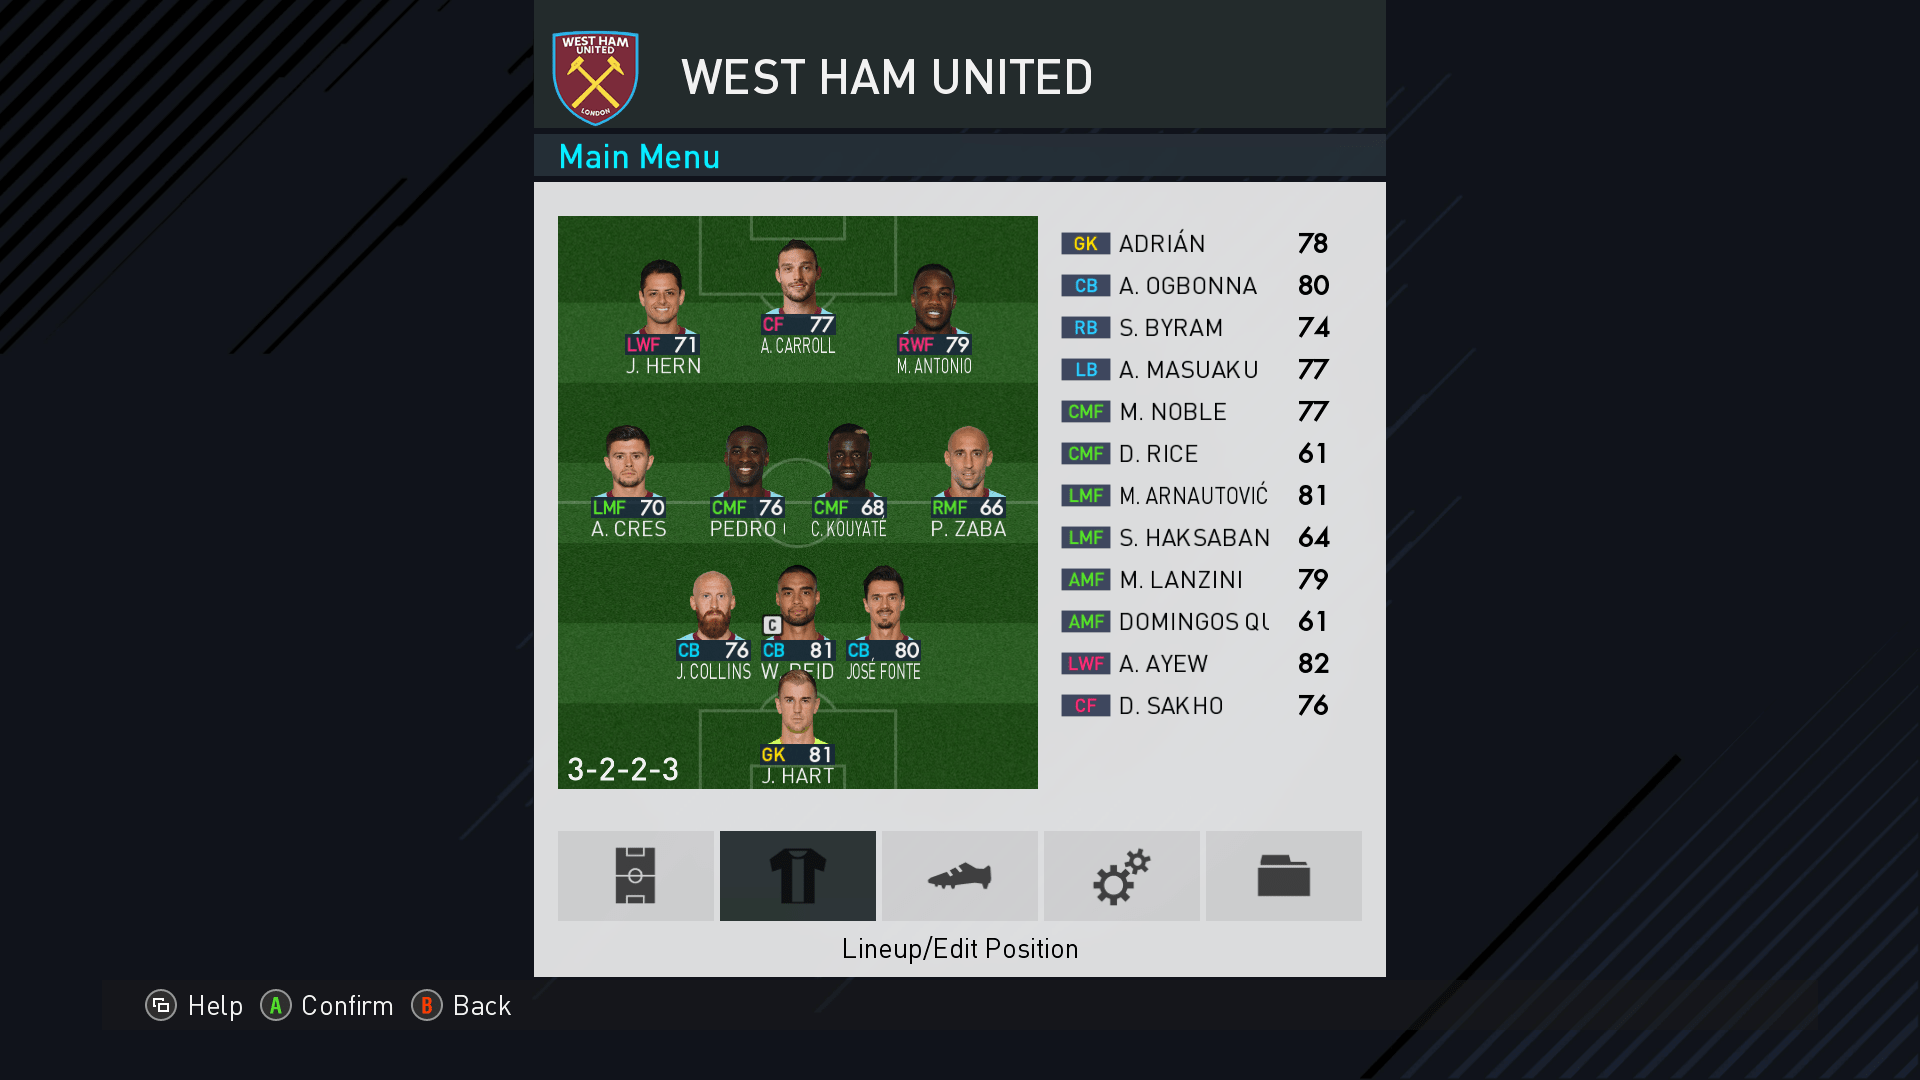 WEST HAM
UNITED
LONDON
WEST HAM UNITED
Main Menu
CF 77
A. CARROLL
LWF 71
J. HERN
RWF 79
M. ANTONIO
LMF 70
A. CRES
CMF 76
PEDRO
CMF 68
C. KOUYATÉ
RMF 66
P. ZABA
CB 76
J. COLLINS
C
CB 81
W. REID
CB 80
JOSÉ FONTE
GK 81
J. HART
3-2-2-3
GK ADRIÁN 78
CB A. OGBONNA 80
RB S. BYRAM 74
LB A. MASUAKU 77
CMF M. NOBLE 77
CMF D. RICE 61
LMF M. ARNAUTOVIĆ 81
LMF S. HAKSABAN 64
AMF M. LANZINI 79
AMF DOMINGOS QU 61
LWF A. AYEW 82
CF D. SAKHO 76
Lineup/Edit Position
Help A Confirm B Back